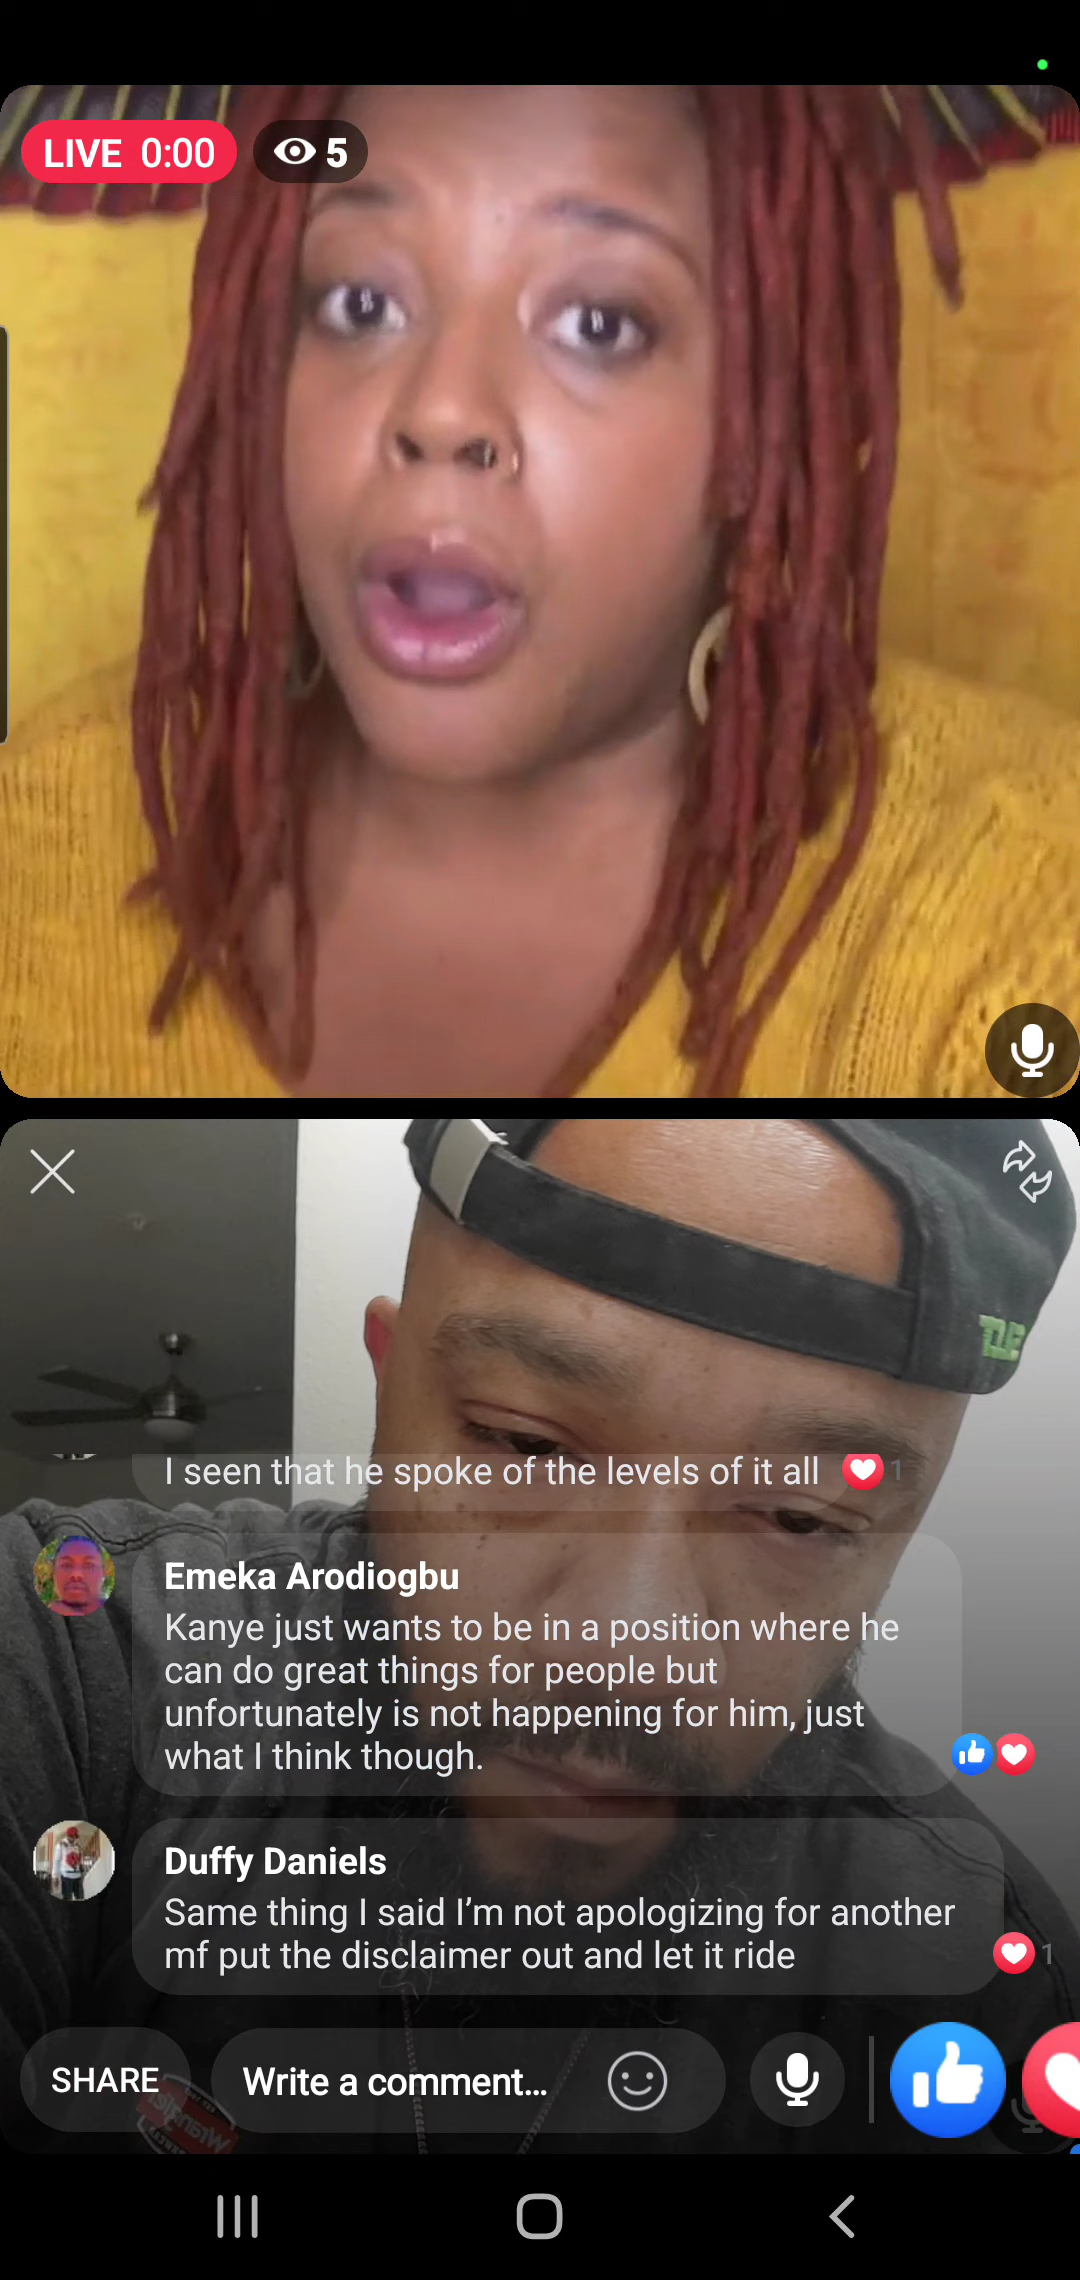 LIVE 0:00 5
I seen that he spoke of the levels of it all 1
Emeka Arodiogbu
Kanye just wants to be in a position where he
can do great things for people but
unfortunately is not happening for him, just
what I think though.
Duffy Daniels
Same thing I said I’m not apologizing for another
mf put the disclaimer out and let it ride
1
SHARE
Write a comment...
Wrangler